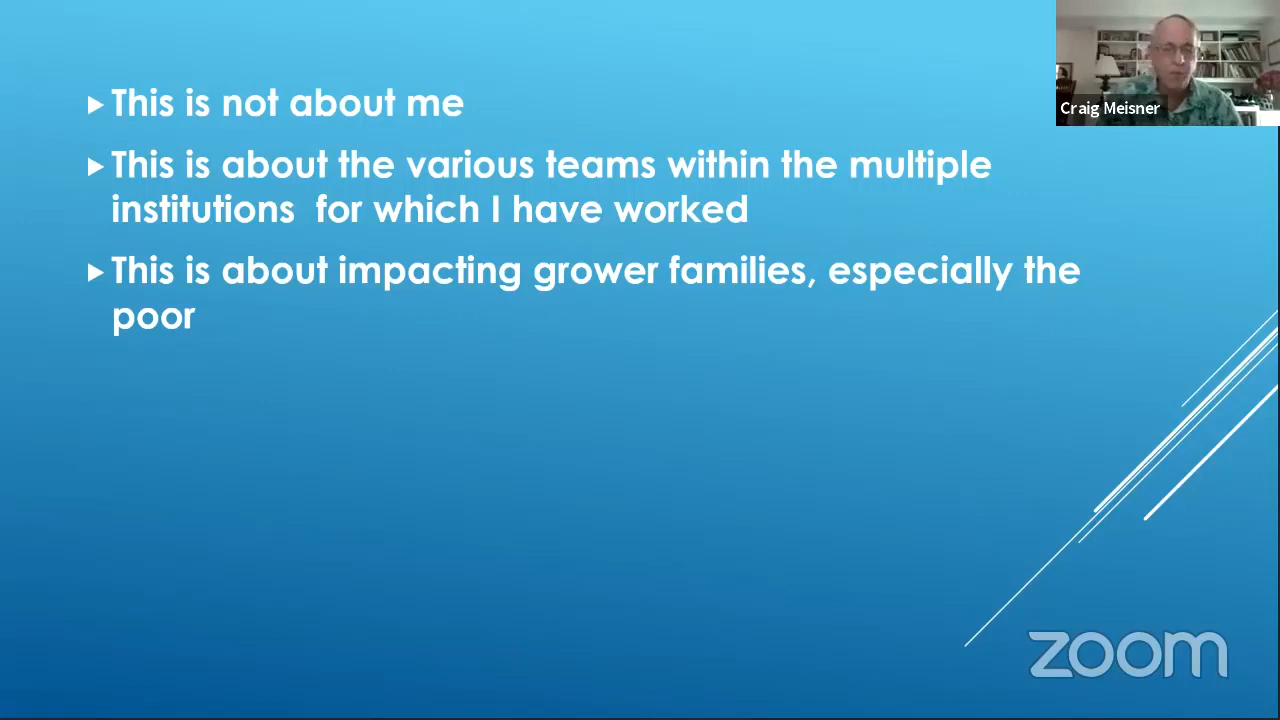 This is not about me
This is about the various teams within the multiple
institutions  for which I have worked
This is about impacting grower families, especially the
poor
Craig Meisner
zoom